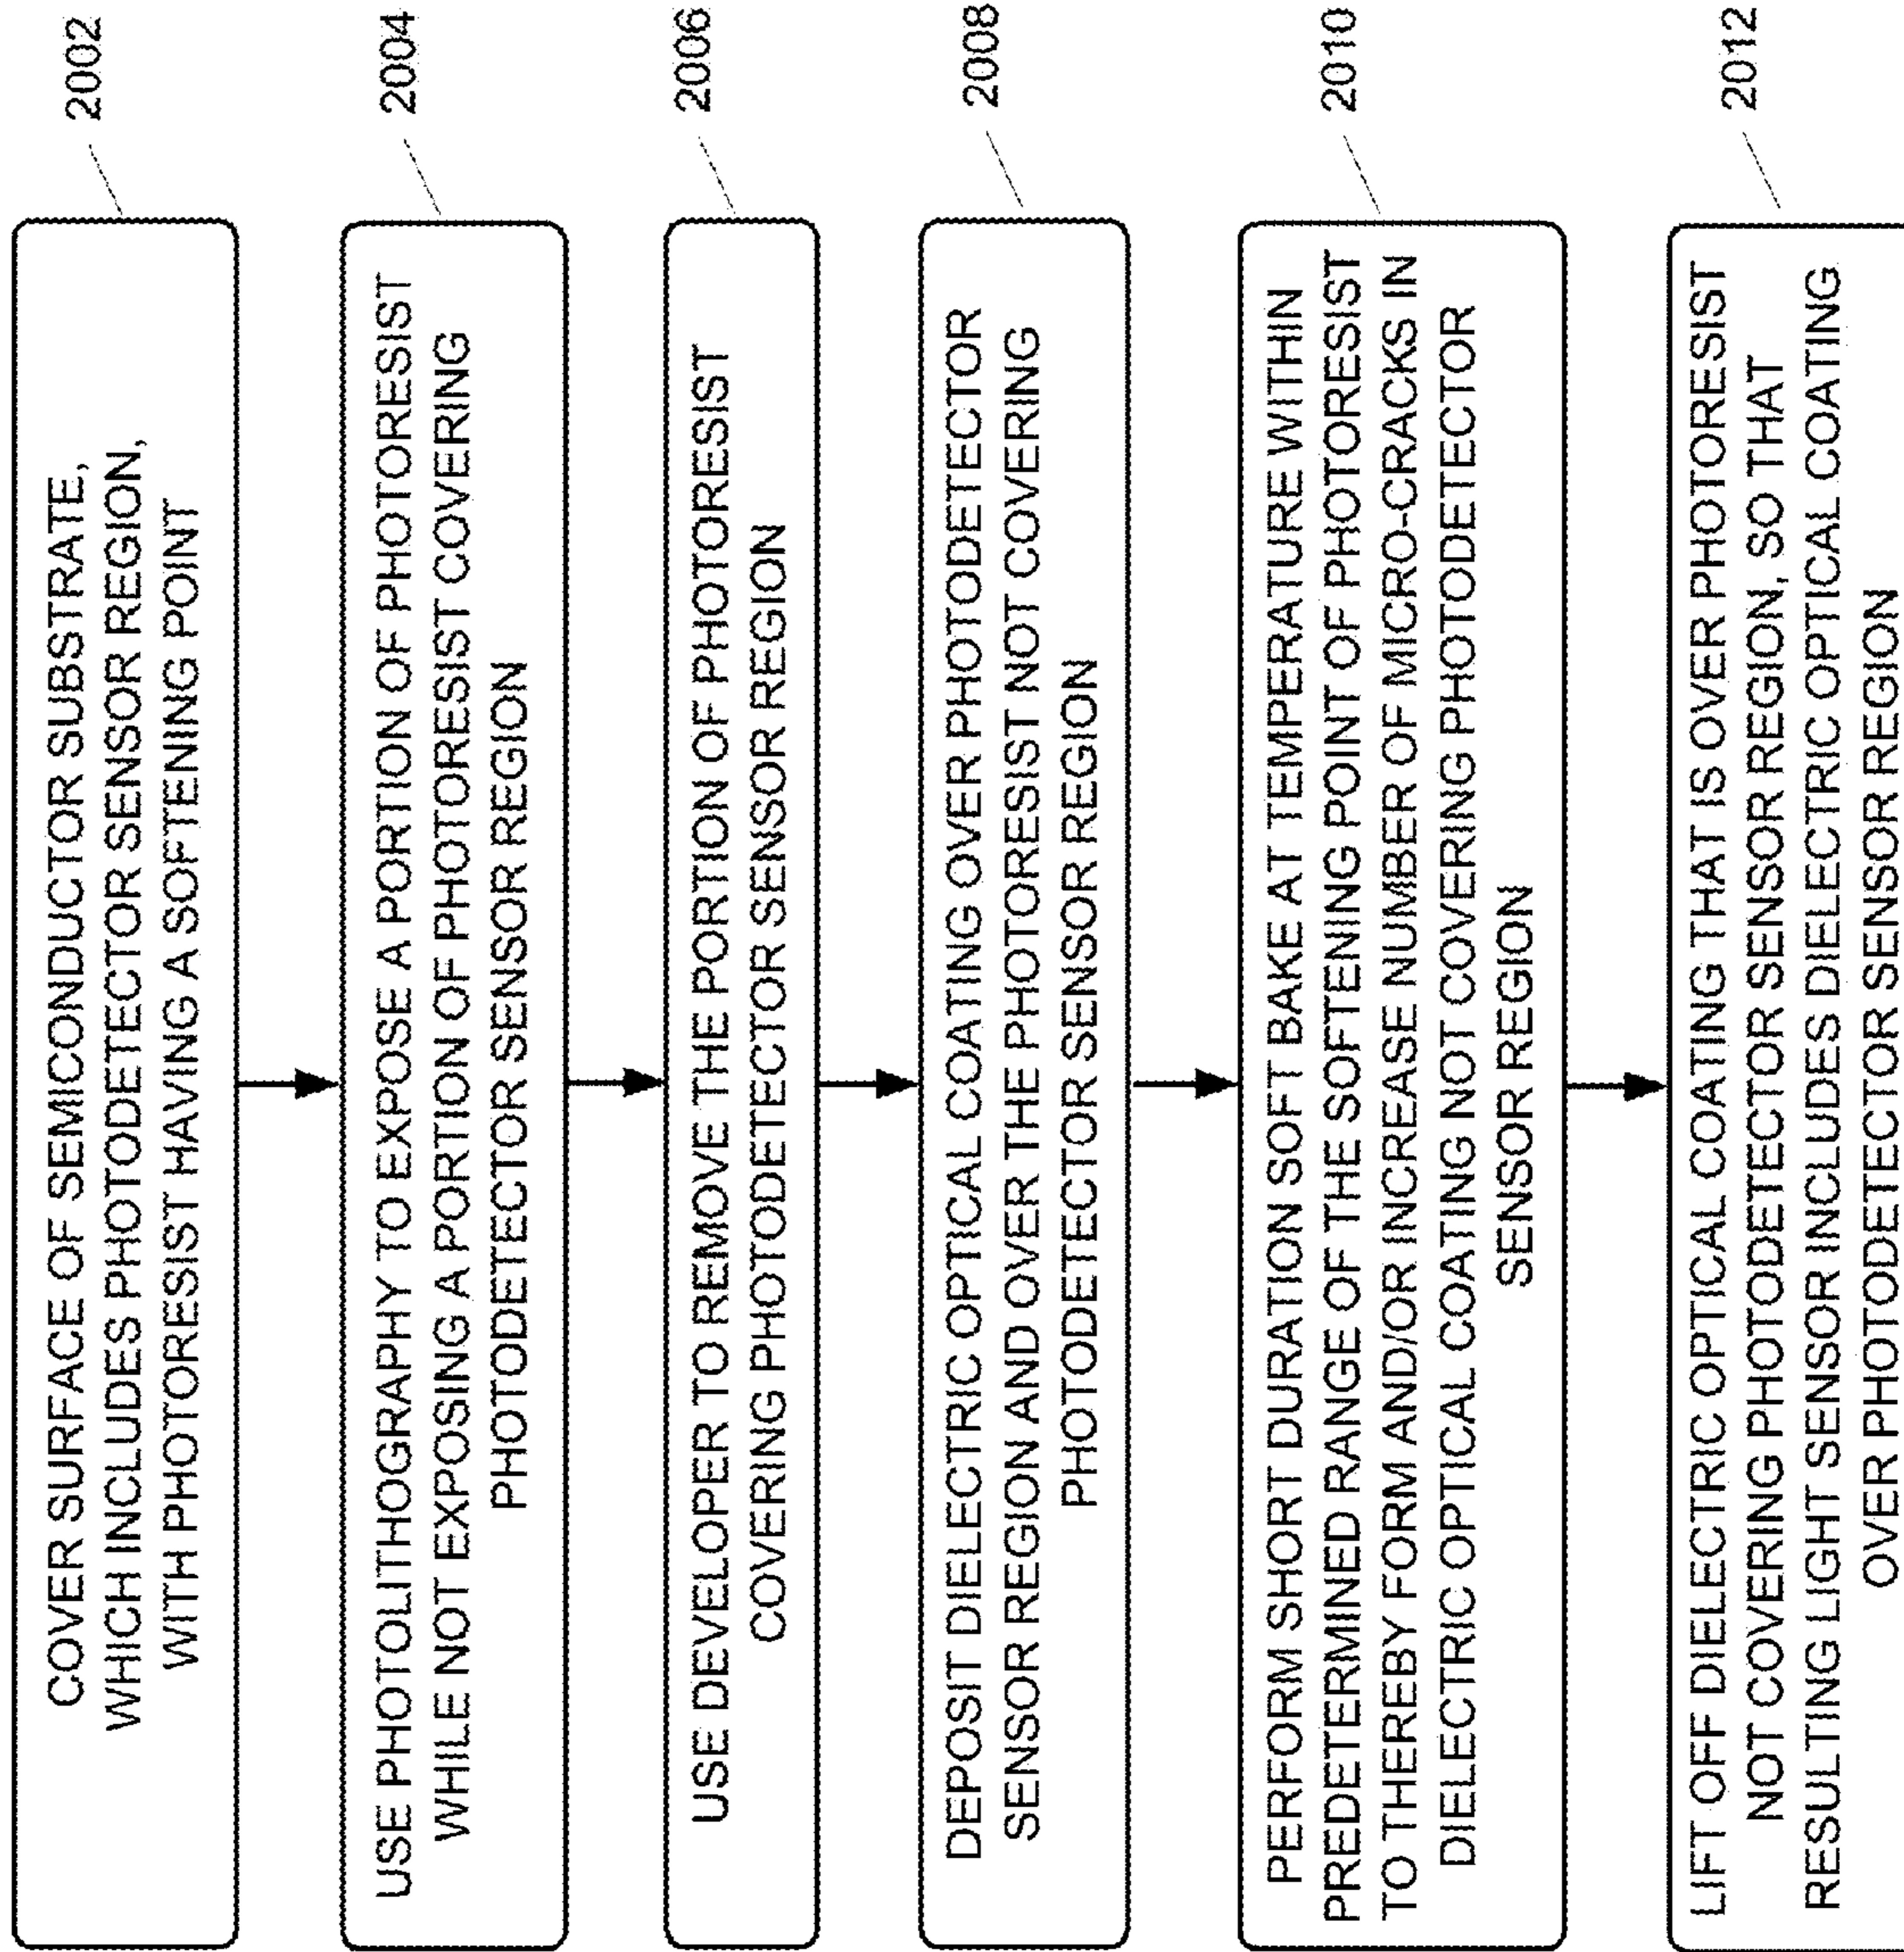 COVER SURFACE OF SEMICONDUCTOR SUBSTRATE,
WHICH INCLUDES PHOTODETECTOR SENSOR REGION,
WITH PHOTORESIST HAVING A SOFTENING POINT
2002
USE PHOTOLITHOGRAPHY TO EXPOSE A PORTION OF PHOTORESIST
WHILE NOT EXPOSING A PORTION OF PHOTORESIST COVERING
PHOTODETECTOR SENSOR REGION
2004
USE DEVELOPER TO REMOVE THE PORTION OF PHOTORESIST
COVERING PHOTODETECTOR SENSOR REGION
2006
DEPOSIT DIELECTRIC OPTICAL COATING OVER PHOTODETECTOR
SENSOR REGION AND OVER THE PHOTORESIST NOT COVERING
PHOTODETECTOR SENSOR REGION
2008
PERFORM SHORT DURATION SOFT BAKE AT TEMPERATURE WITHIN
PREDETERMINED RANGE OF THE SOFTENING POINT OF PHOTORESIST
TO THEREBY FORM AND/OR INCREASE NUMBER OF MICRO-CRACKS IN
DIELECTRIC OPTICAL COATING NOT COVERING PHOTODETECTOR
SENSOR REGION
2010
LIFT OFF DIELECTRIC OPTICAL COATING THAT IS OVER PHOTORESIST
NOT COVERING PHOTODETECTOR SENSOR REGION, SO THAT
RESULTING LIGHT SENSOR INCLUDES DIELECTRIC OPTICAL COATING
OVER PHOTODETECTOR SENSOR REGION
2012